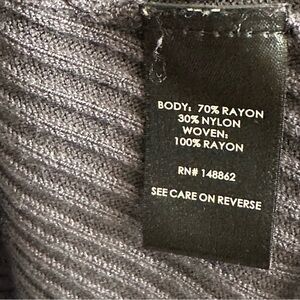 BODY: 70% RAYON
30% NYLON
WOVEN:
100% RAYON
RN# 148862
SEE CARE ON REVERSE